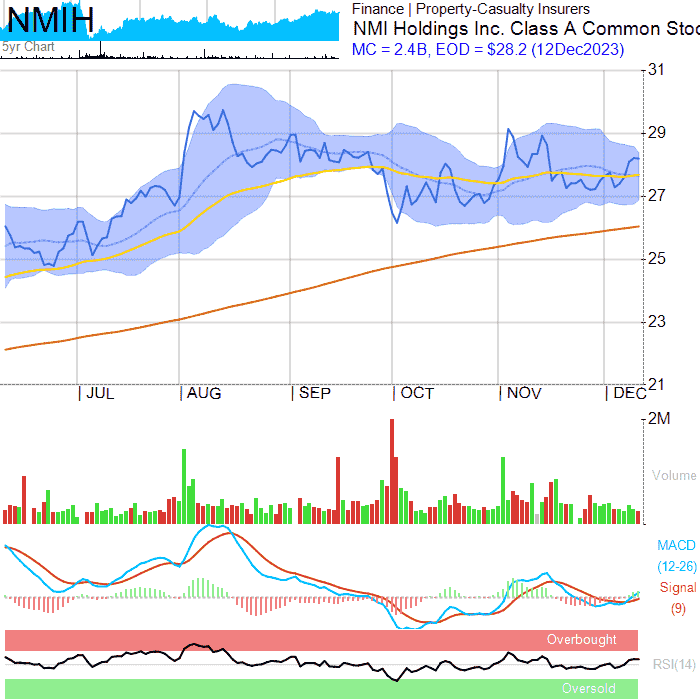 NMIH
5yr Chart
Finance | Property-Casualty Insurers
NMI Holdings Inc. Class A Common Stoc
MC = 2.4B, EOD = $28.2 (12Dec2023)
31
29
27
25
23
21
| JUL | AUG | SEP | OCT | NOV | DEC
2M
Volume
MACD
(12-26)
Signal
(9)
Overbought
RSI(14)
Oversold